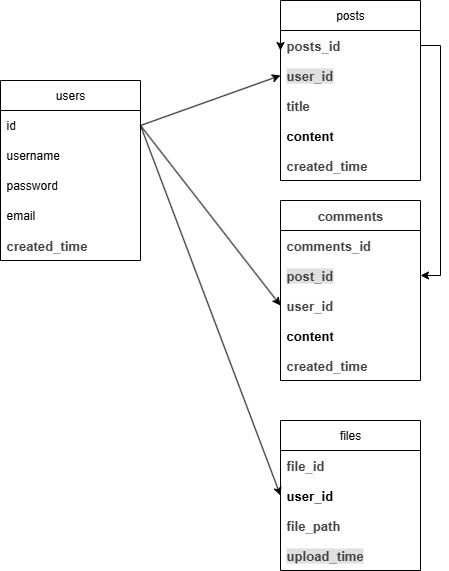 users
id
username
password
email
created_time
posts
posts_id
user_id
title
content
created_time
comments
comments_id
post_id
user_id
content
created_time
files
file_id
user_id
file_path
upload_time